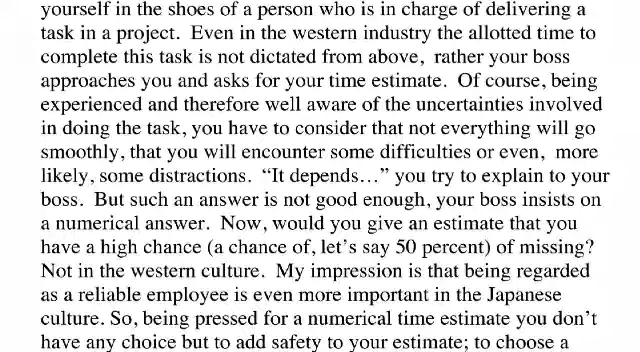 yourself in the shoes of a person who is in charge of delivering a
task in a project.  Even in the western industry the allotted time to
complete this task is not dictated from above,  rather your boss
approaches you and asks for your time estimate.  Of course, being
experienced and therefore well aware of the uncertainties involved
in doing the task, you have to consider that not everything will go
smoothly, that you will encounter some difficulties or even,  more
likely, some distractions.  “It depends…” you try to explain to your
boss.  But such an answer is not good enough, your boss insists on
a numerical answer.  Now, would you give an estimate that you
have a high chance (a chance of, let’s say 50 percent) of missing?
Not in the western culture.  My impression is that being regarded
as a reliable employee is even more important in the Japanese
culture. So, being pressed for a numerical time estimate you don’t
have any choice but to add safety to your estimate; to choose a